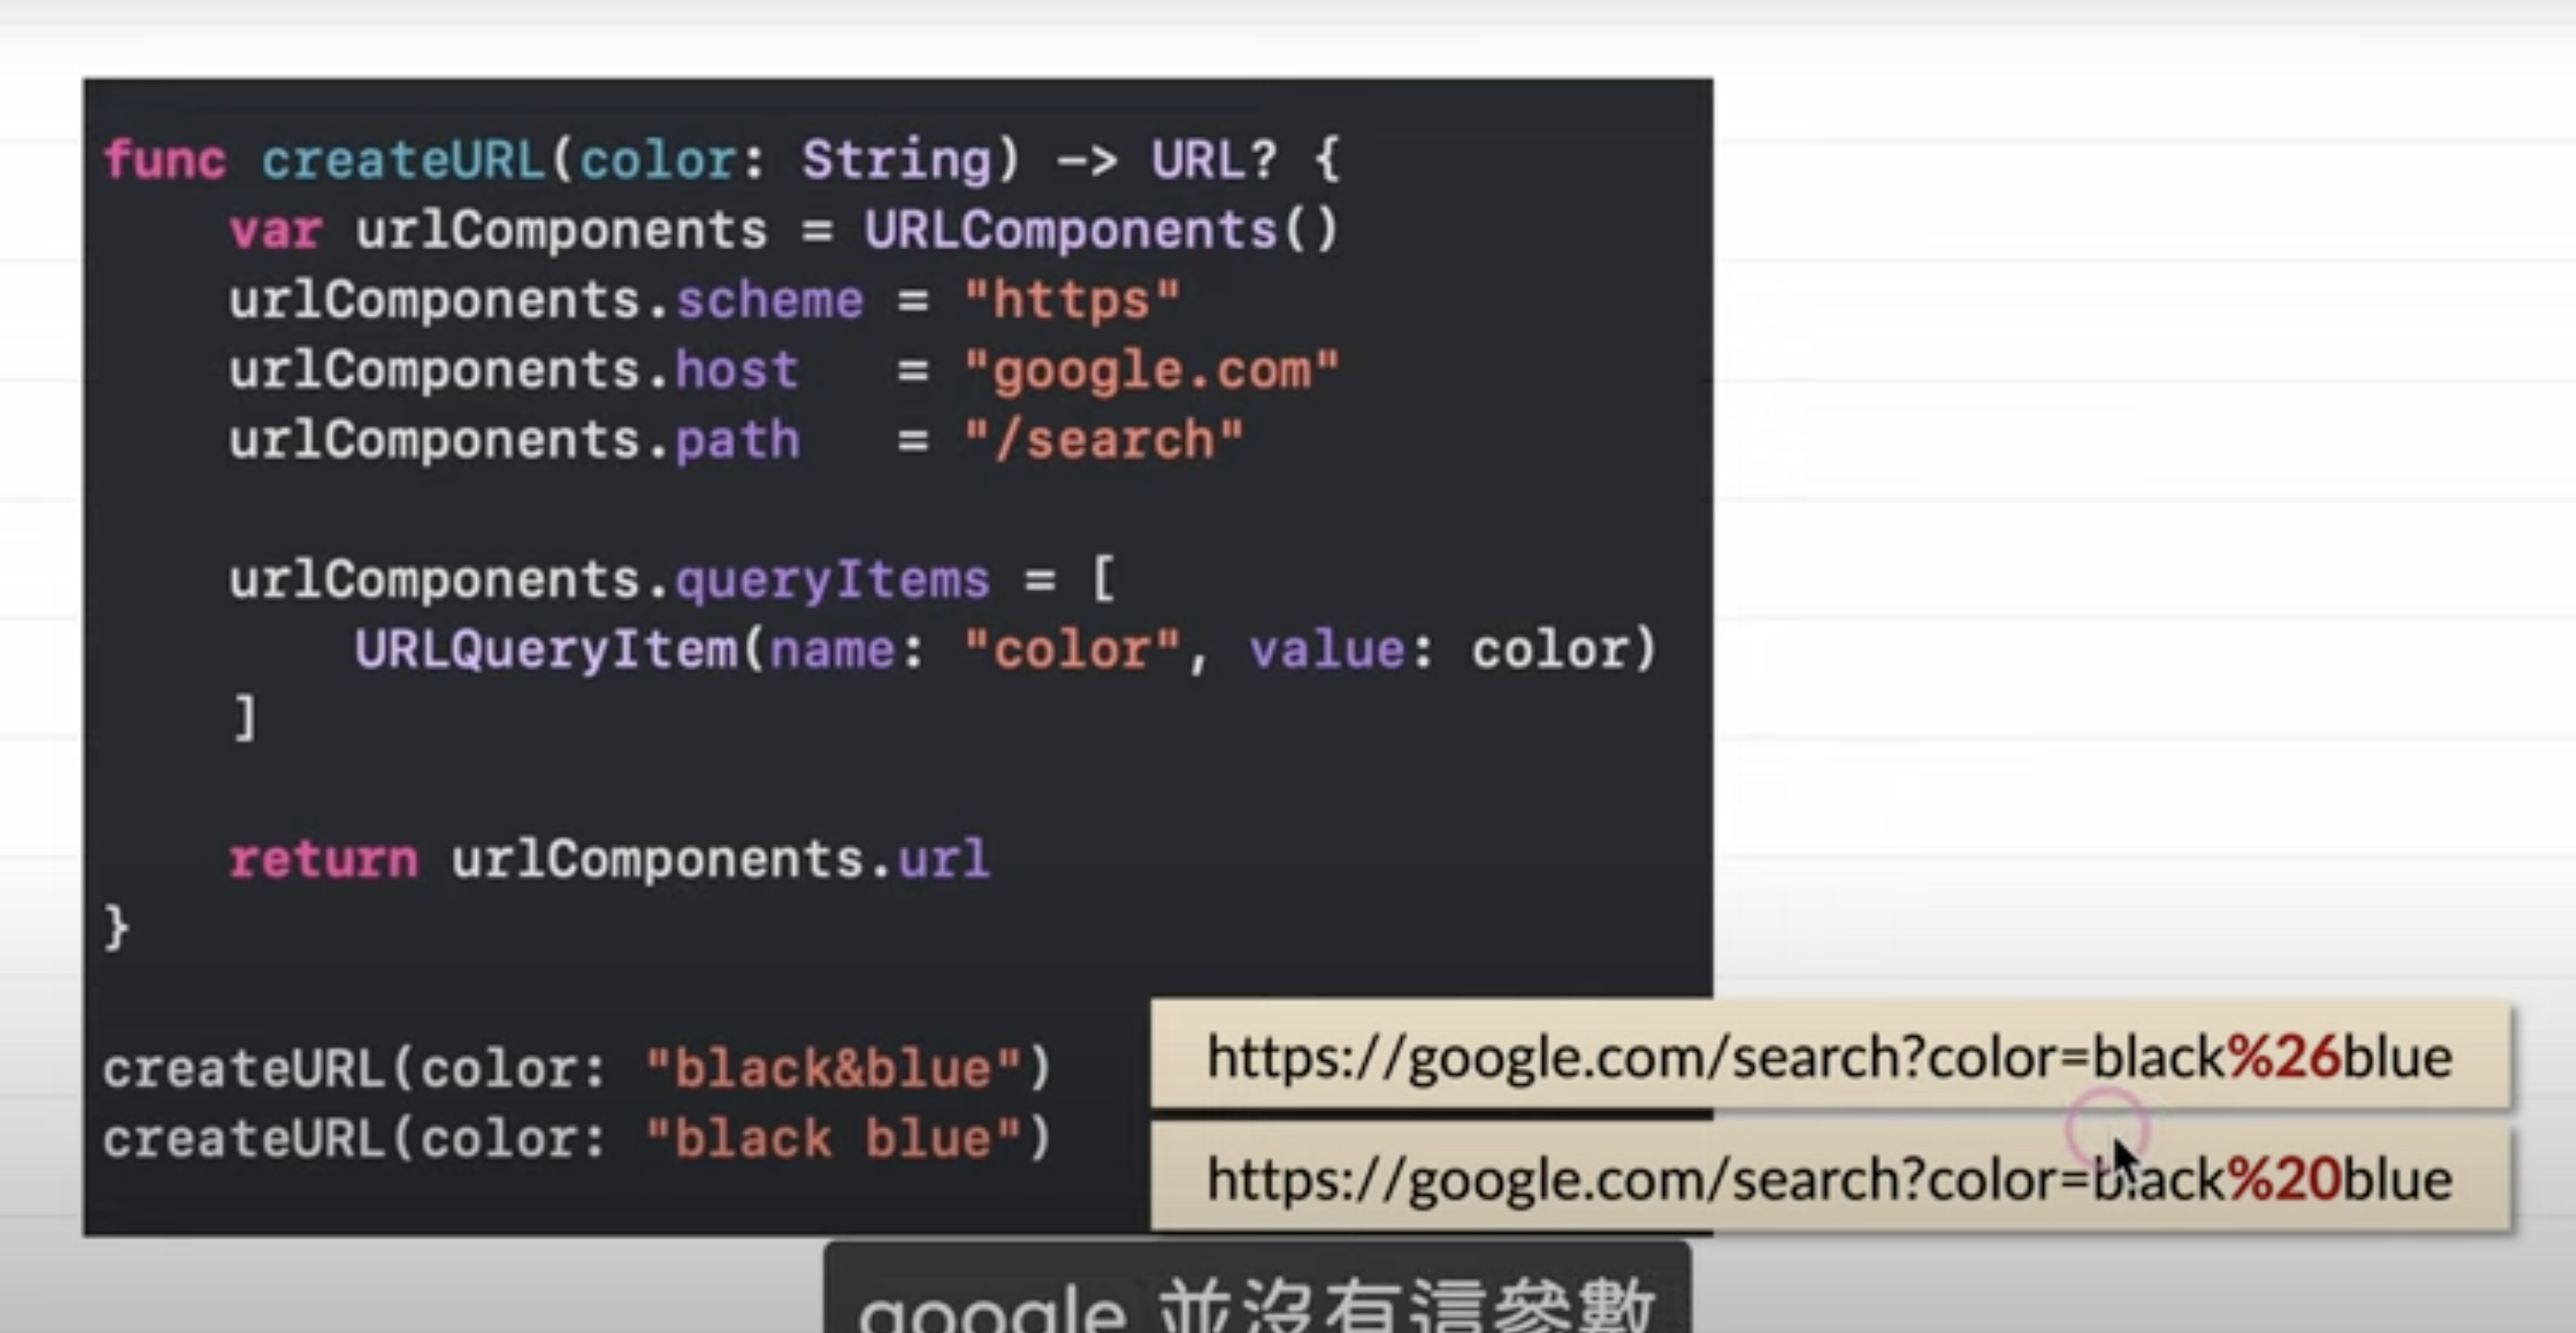 func createURL(color: String) -> URL? {
    var urlComponents = URLComponents()
    urlComponents.scheme = "https"
    urlComponents.host   = "google.com"
    urlComponents.path   = "/search"

    urlComponents.queryItems = [
        URLQueryItem(name: "color", value: color)
    ]

    return urlComponents.url
}

createURL(color: "black&blue")
https://google.com/search?color=black%26blue
createURL(color: "black blue")
https://google.com/search?color=black%20blue
google 並沒有這參數